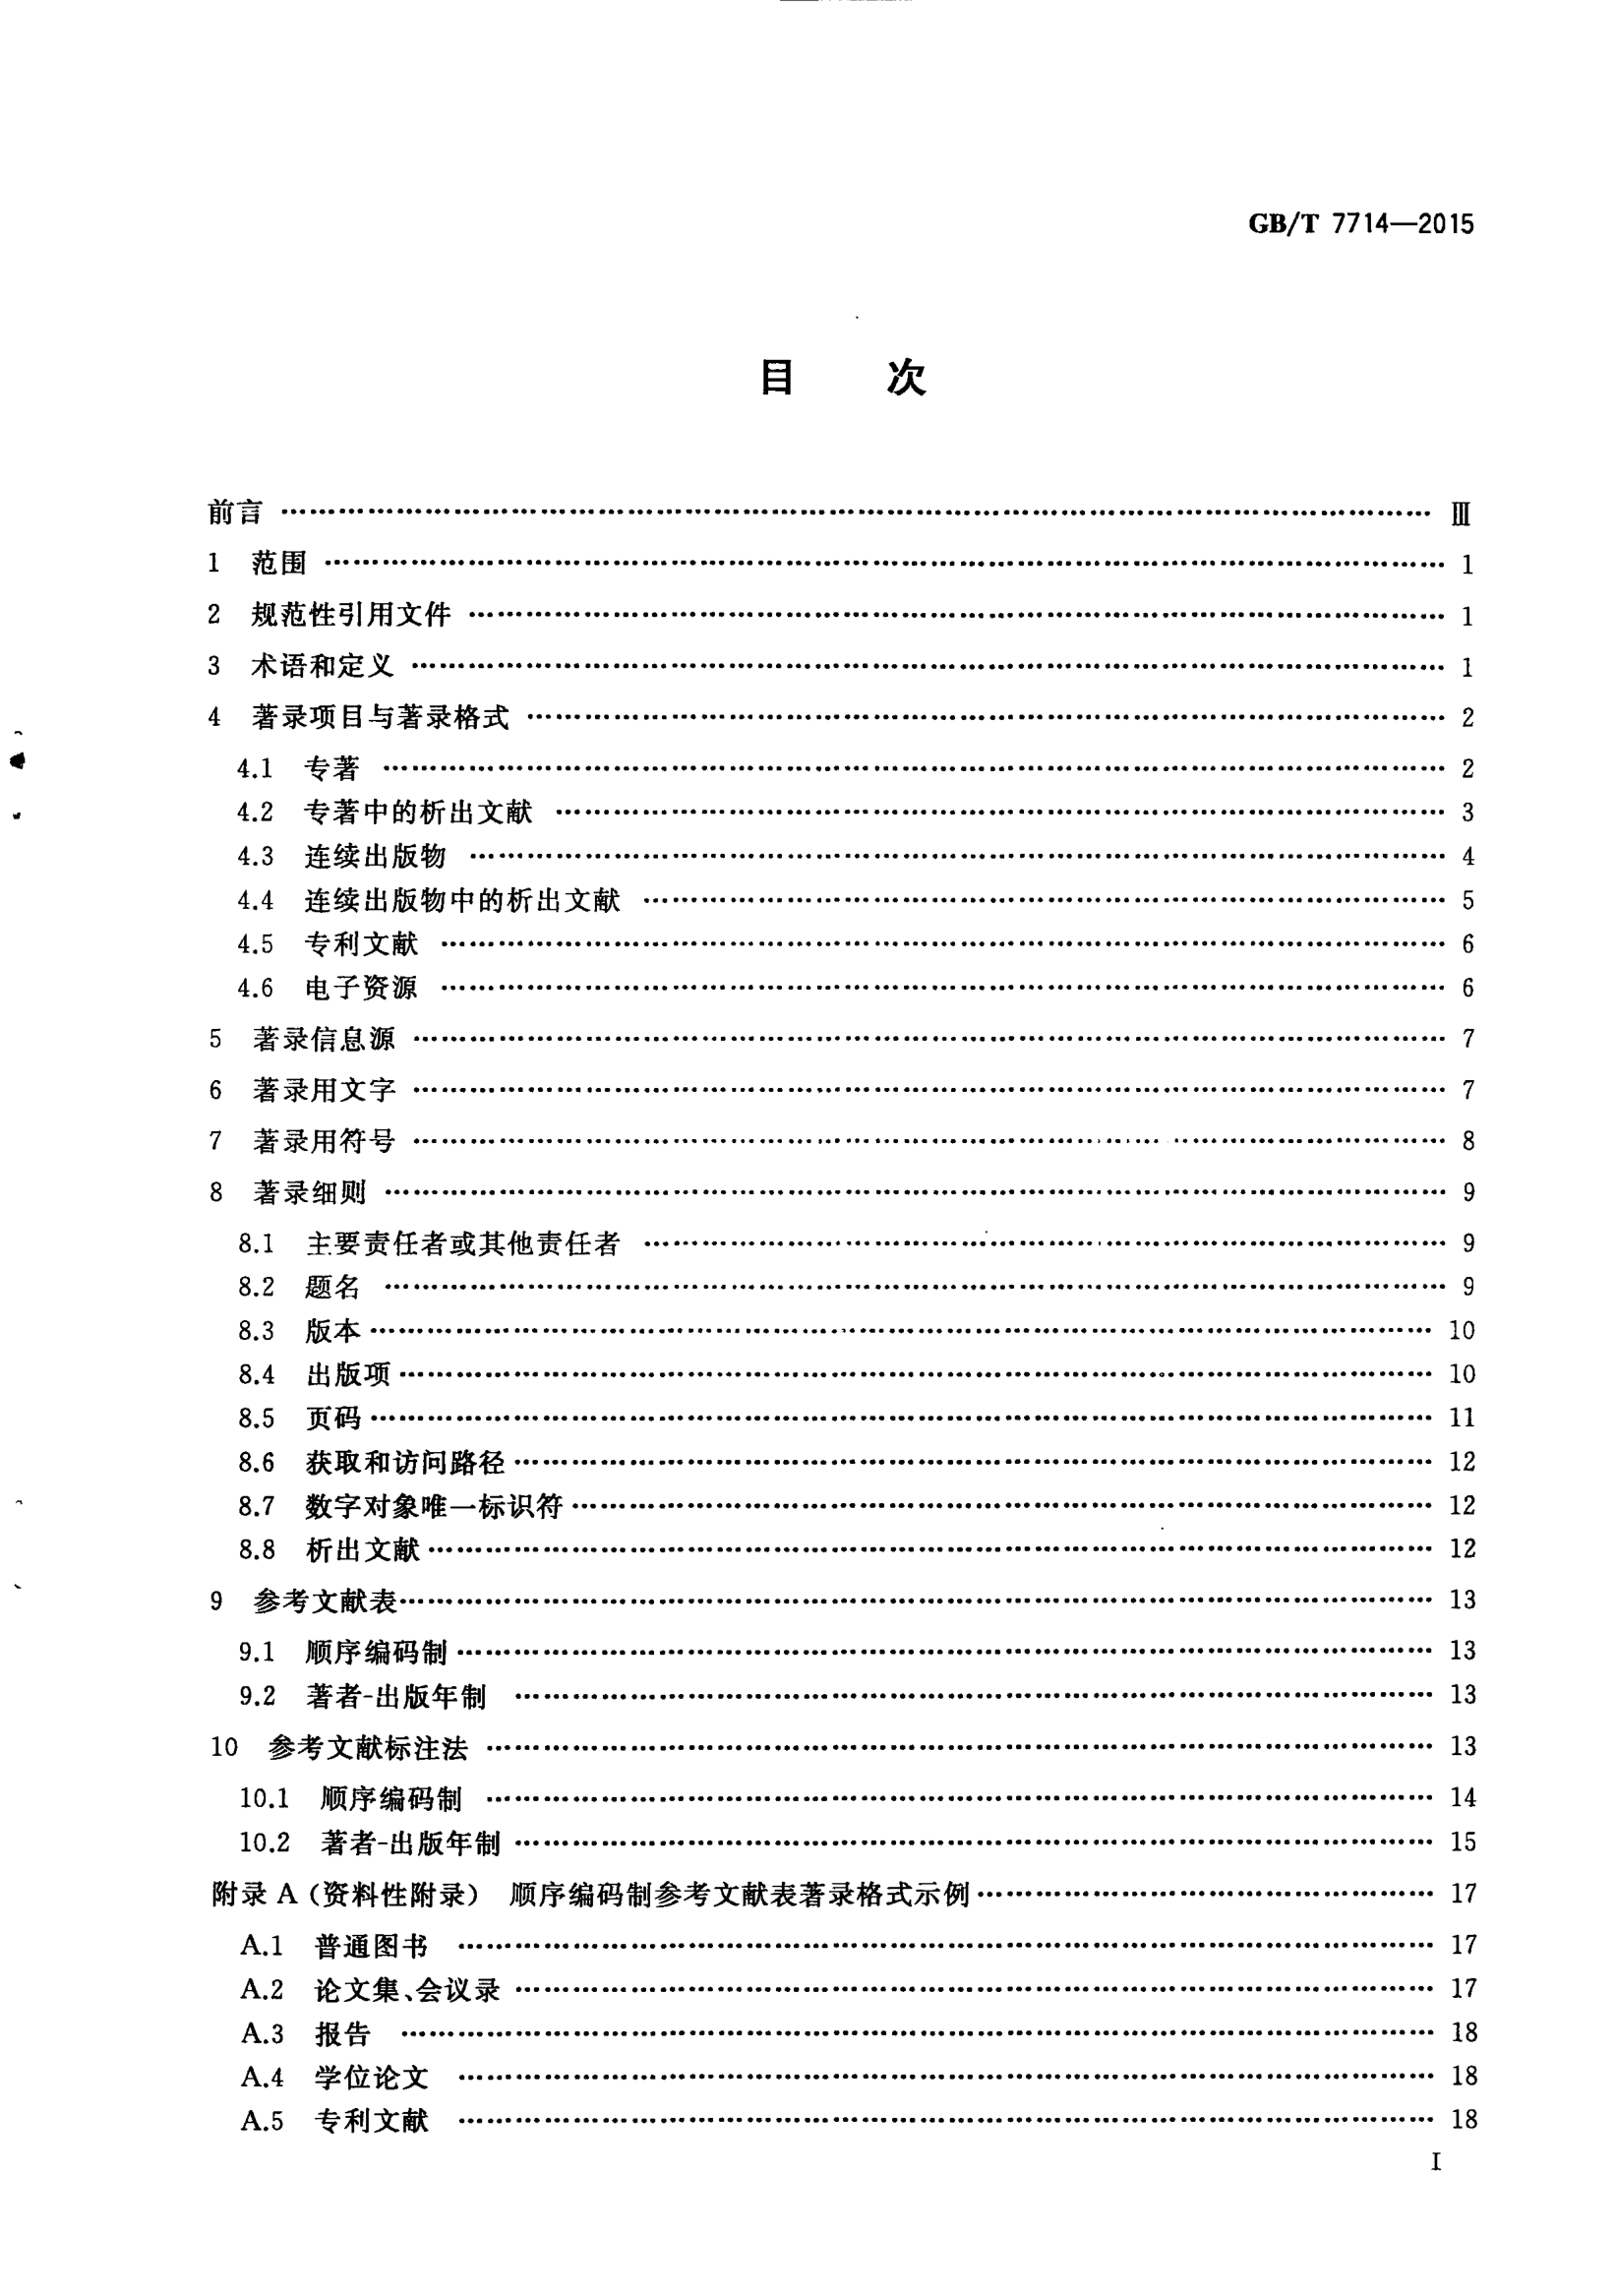 GB/T 7714—2015
目 次
前言 …… Ⅲ
1 范围 …… 1
2 规范性引用文件 …… 1
3 术语和定义 …… 1
4 著录项目与著录格式 …… 2
4.1 专著 …… 2
4.2 专著中的析出文献 …… 3
4.3 连续出版物 …… 4
4.4 连续出版物中的析出文献 …… 5
4.5 专利文献 …… 6
4.6 电子资源 …… 6
5 著录信息源 …… 7
6 著录用文字 …… 7
7 著录用符号 …… 8
8 著录细则 …… 9
8.1 主要责任者或其他责任者 …… 9
8.2 题名 …… 9
8.3 版本 …… 10
8.4 出版项 …… 10
8.5 页码 …… 11
8.6 获取和访问路径 …… 12
8.7 数字对象唯一标识符 …… 12
8.8 析出文献 …… 12
9 参考文献表 …… 13
9.1 顺序编码制 …… 13
9.2 著者-出版年制 …… 13
10 参考文献标注法 …… 13
10.1 顺序编码制 …… 14
10.2 著者-出版年制 …… 15
附录 A（资料性附录） 顺序编码制参考文献表著录格式示例 …… 17
A.1 普通图书 …… 17
A.2 论文集、会议录 …… 17
A.3 报告 …… 18
A.4 学位论文 …… 18
A.5 专利文献 …… 18
I